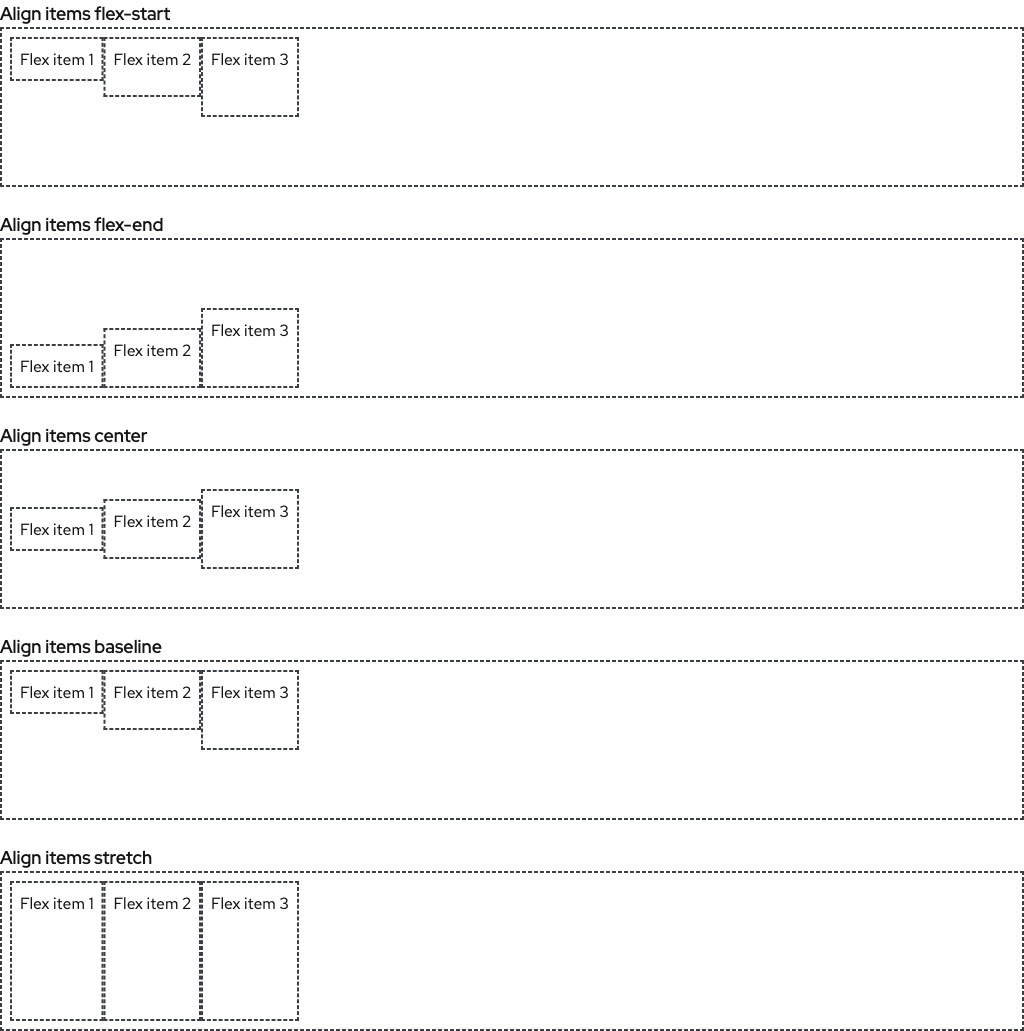 Align items flex-start
Flex item 1 Flex item 2 Flex item 3
Align items flex-end
Flex item 1 Flex item 2 Flex item 3
Align items center
Flex item 1 Flex item 2 Flex item 3
Align items baseline
Flex item 1 Flex item 2 Flex item 3
Align items stretch
Flex item 1 Flex item 2 Flex item 3